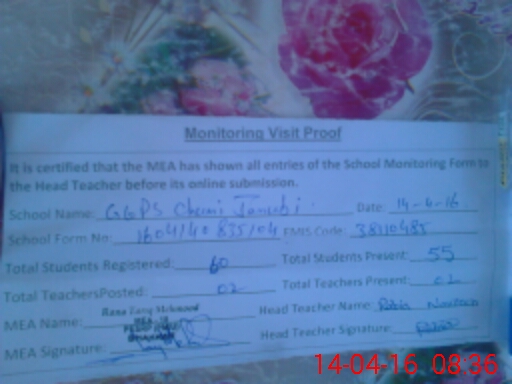 Monitoring Visit Proof
It is certified that the MEA has shown all entries of the School Monitoring Form to
the Head Teacher before its online submission.
School Name: GGPS Date: 14-4-16
School Form No: EMIS Code:
Total Students Registered: 60 Total Students Present: 55
Total TeachersPosted: 02 Total Teachers Present: 02
MEA Name: Head Teacher Name: Rabia
MEA Signature: Head Teacher Signature:
14-04-16 08:36